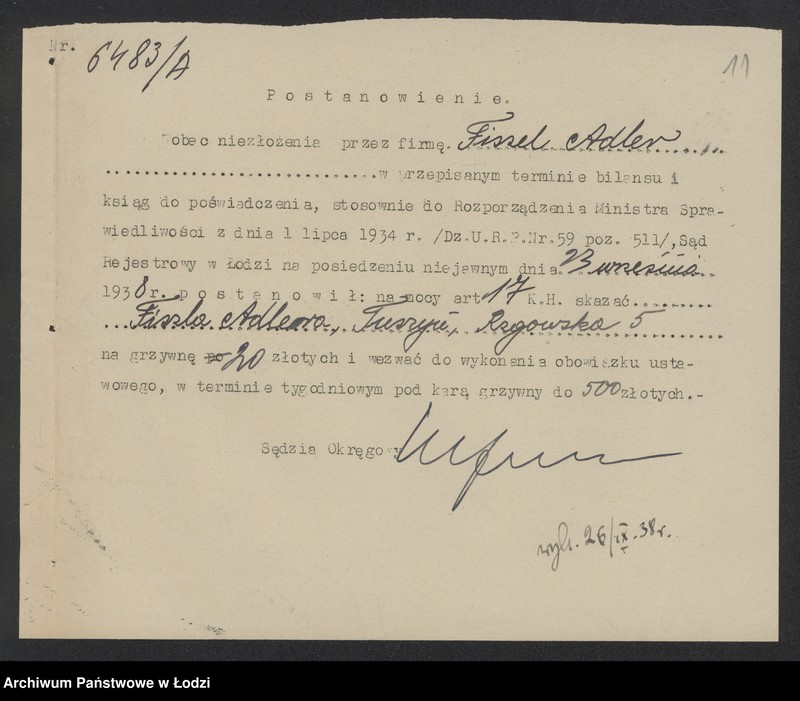 Nr. 6483/A
11
Postanowienie.
Wobec niezłożenia przez firmę. Fiszel Adler
w przepisanym terminie bilansu i
ksiąg do poświadczenia, stosownie do Rozporządzenia Ministra Spra-
wiedliwości z dnia 1 lipca 1934 r. /Dz.U.R.P.Nr.59 poz. 511/, Sąd
Rejestrowy w Łodzi na posiedzeniu niejawnym dnia 23 września
1938 r. postanowił: na mocy art 17 K.H. skazać
Fiszla Adlera, Tuszyn, Rzgowska 5
na grzywnę 20 złotych i wezwać do wykonania obowiązku usta-
wowego, w terminie tygodniowym pod karą grzywny do 500 złotych.-
Sędzia Okręgowy
wyk. 26/IX.38r.
Archiwum Państwowe w Łodzi